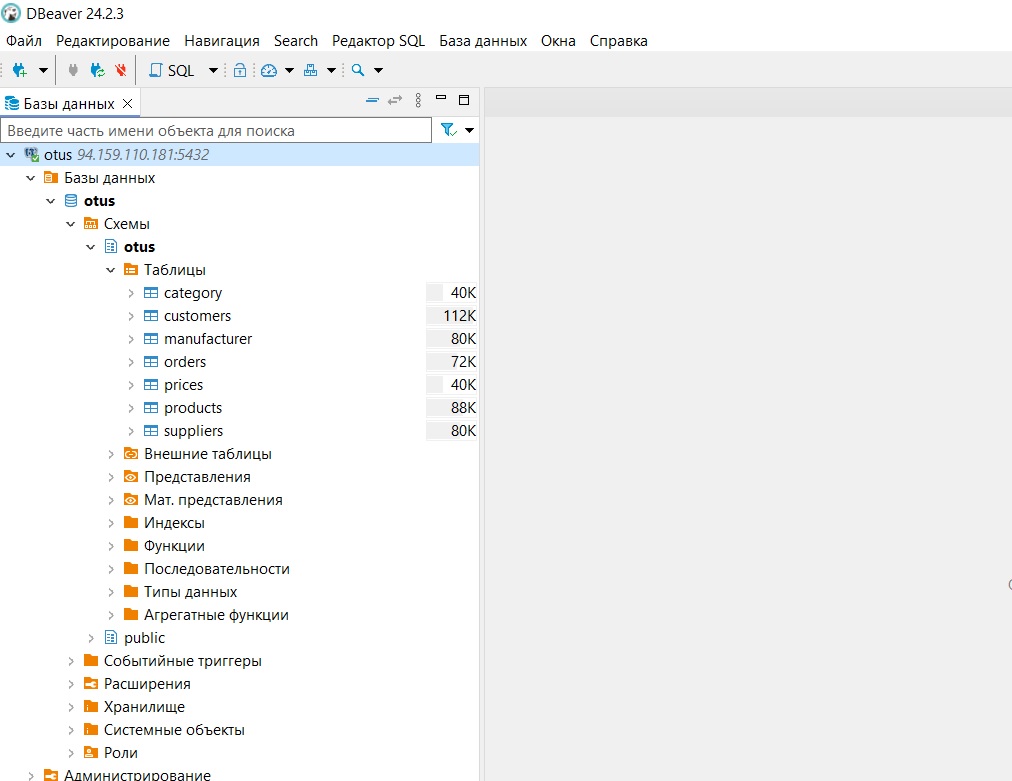 DBeaver 24.2.3
Файл Редактирование Навигация Search Редактор SQL База данных Окна Справка
SQL
Базы данных
Введите часть имени объекта для поиска
otus 94.159.110.181:5432
Базы данных
otus
Схемы
otus
Таблицы
category 40K
customers 112K
manufacturer 80K
orders 72K
prices 40K
products 88K
suppliers 80K
Внешние таблицы
Представления
Мат. представления
Индексы
Функции
Последовательности
Типы данных
Агрегатные функции
public
Событийные триггеры
Расширения
Хранилище
Системные объекты
Роли
Администрирование